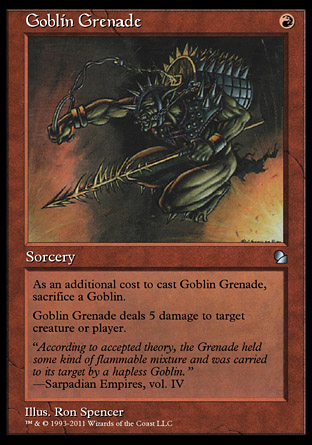 Goblin Grenade
Sorcery
As an additional cost to cast Goblin Grenade,
sacrifice a Goblin.
Goblin Grenade deals 5 damage to target
creature or player.
“According to accepted theory, the Grenade held
some kind of flammable mixture and was carried
to its target by a hapless Goblin.”
—Sarpadian Empires, vol. IV
Illus. Ron Spencer
™ & © 1993-2011 Wizards of the Coast LLC